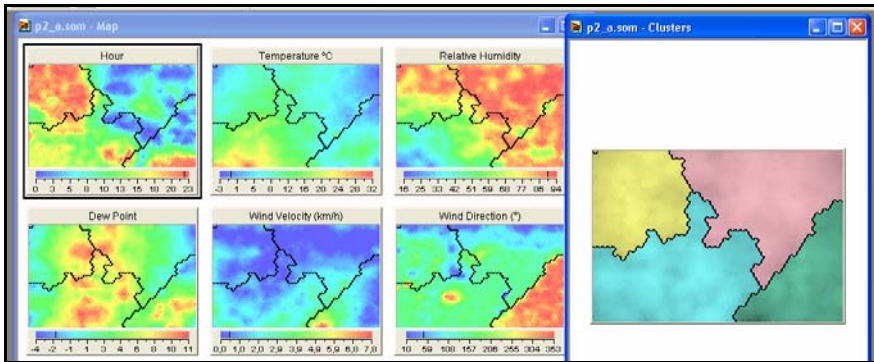 p2_a.som - Map
p2_a.som - Clusters
Hour
Temperature ºC
Relative Humidity
0 3 5 8 10 13 15 18 20 23
-3 1 5 8 12 16 20 24 28 32
16 25 33 42 51 59 68 77 86 94
Dew Point
Wind Velocity (km/h)
Wind Direction (°)
-4 -2 -1 1 3 4 6 8 10 11
0,0 1,0 2,0 2,9 3,9 4,9 5,9 6,8 7,8
10 59 108 157 206 255 304 353